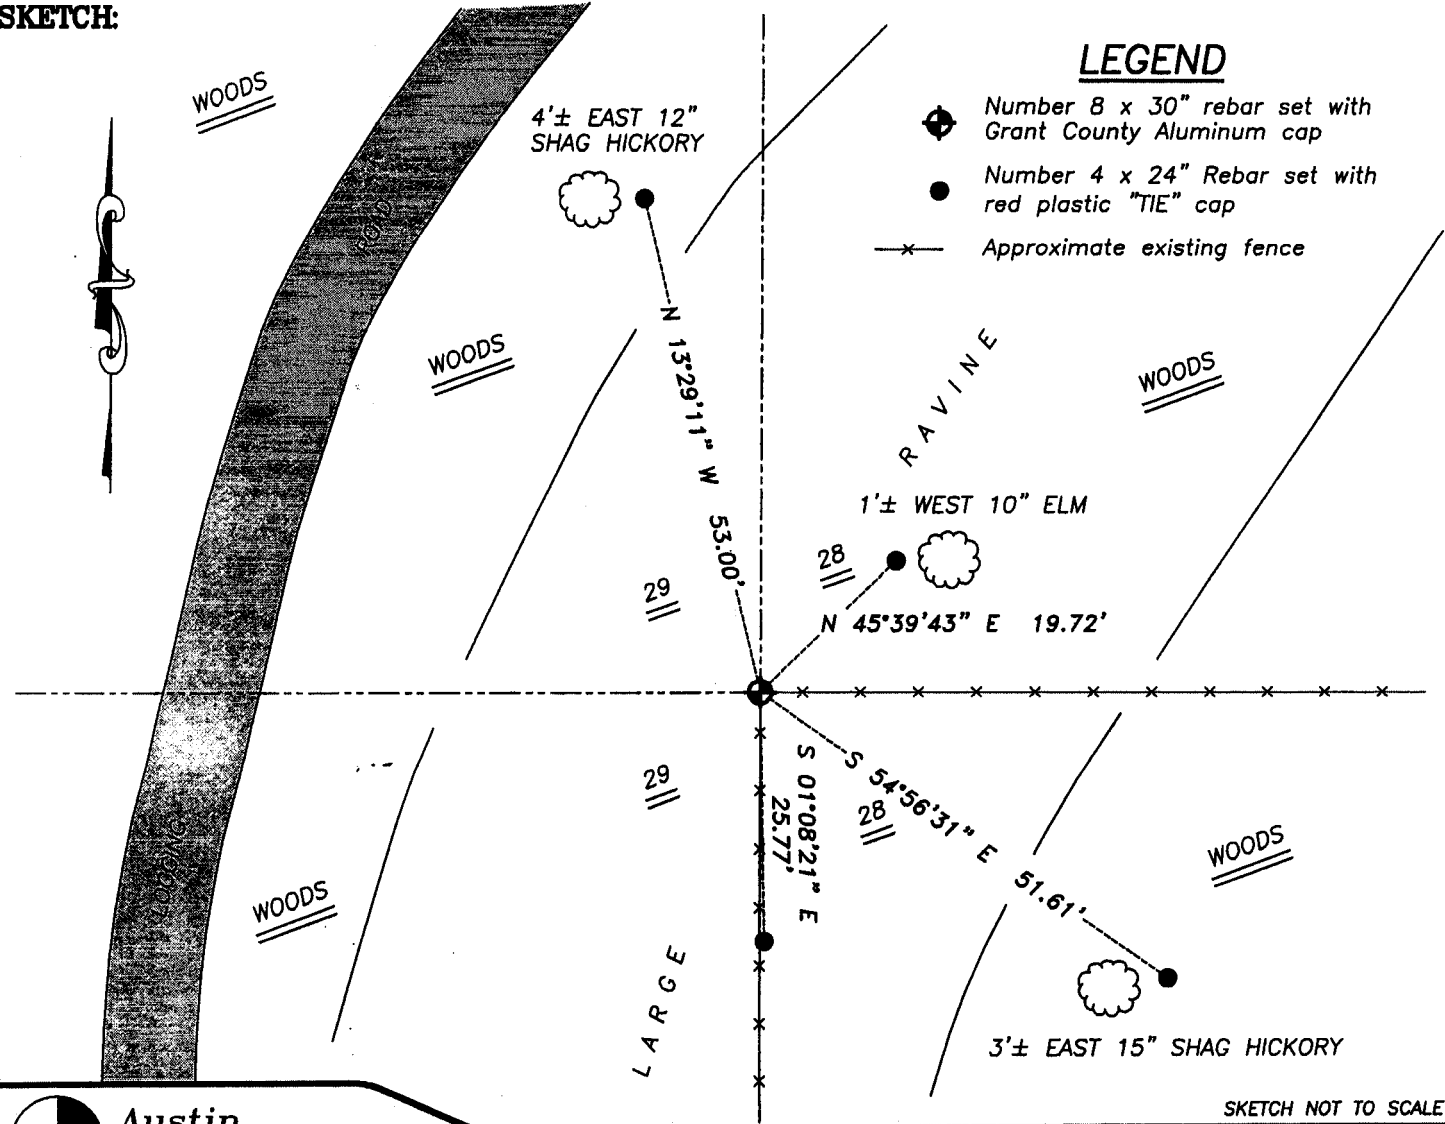 SKETCH:
WOODS
4'± EAST 12"
SHAG HICKORY
LEGEND
Number 8 x 30" rebar set with
Grant County Aluminum cap
Number 4 x 24" Rebar set with
red plastic "TIE" cap
Approximate existing fence
ROAD
WOODS
N 13°29'11" W 53.00'
RAVINE
WOODS
1'± WEST 10" ELM
28
29
N 45°39'43" E 19.72'
29
S 01°08'21" E
25.77'
S 54°56'31" E 51.61'
28
LOGGING
WOODS
WOODS
LARGE
3'± EAST 15" SHAG HICKORY
SKETCH NOT TO SCALE
Austin